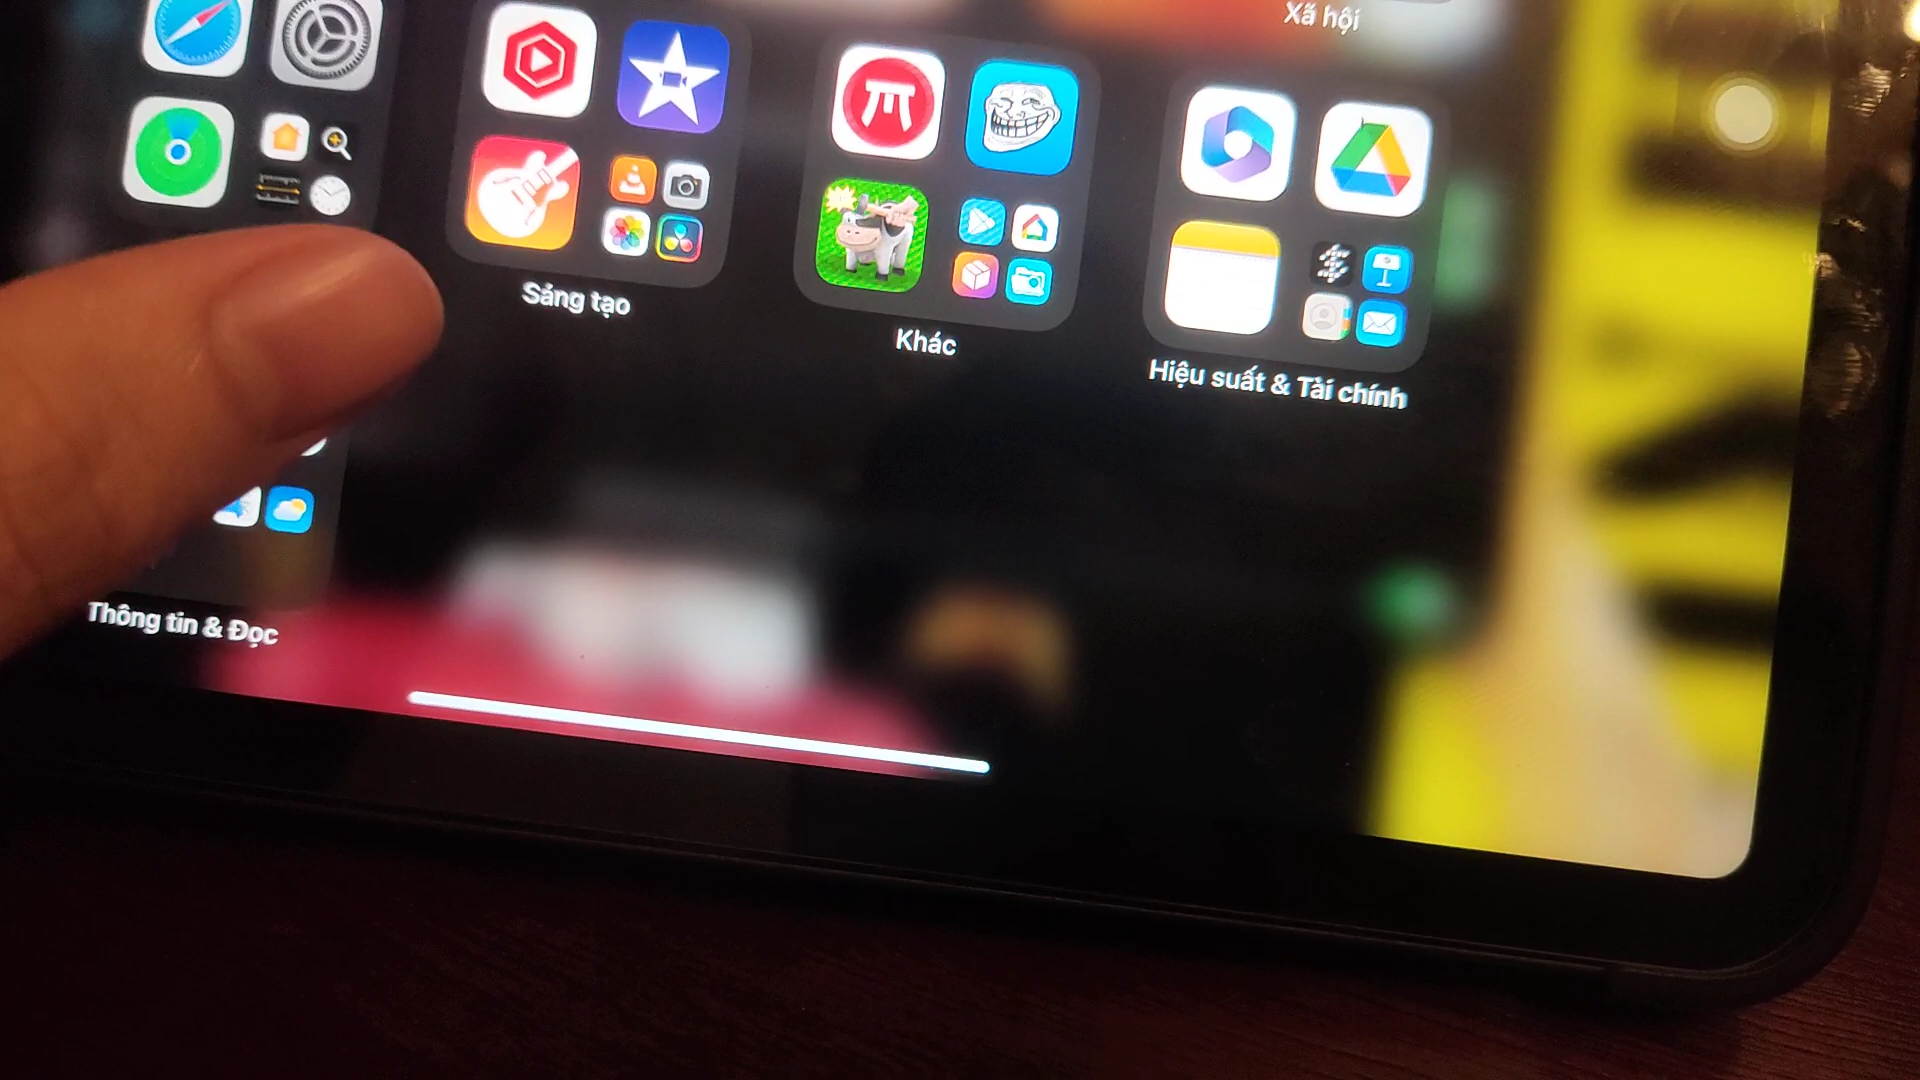 Xã hội
Sáng tạo
Khác
Hiệu suất & Tài chính
Thông tin & Đọc